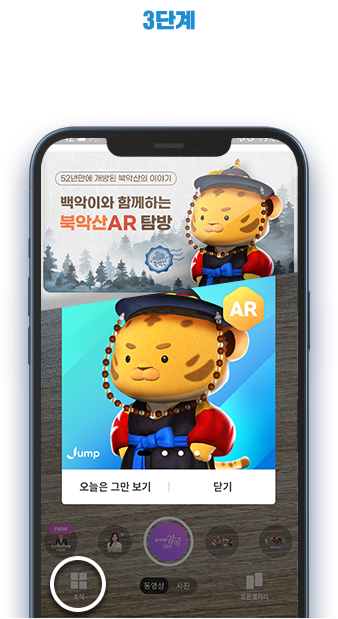 3단계
52년만에 개방된 북악산의 이야기
백악이와 함께하는
북악산AR 탐방
AR
Jump
오늘은 그만 보기
닫기
new
소식
동영상
사진
오픈갤러리